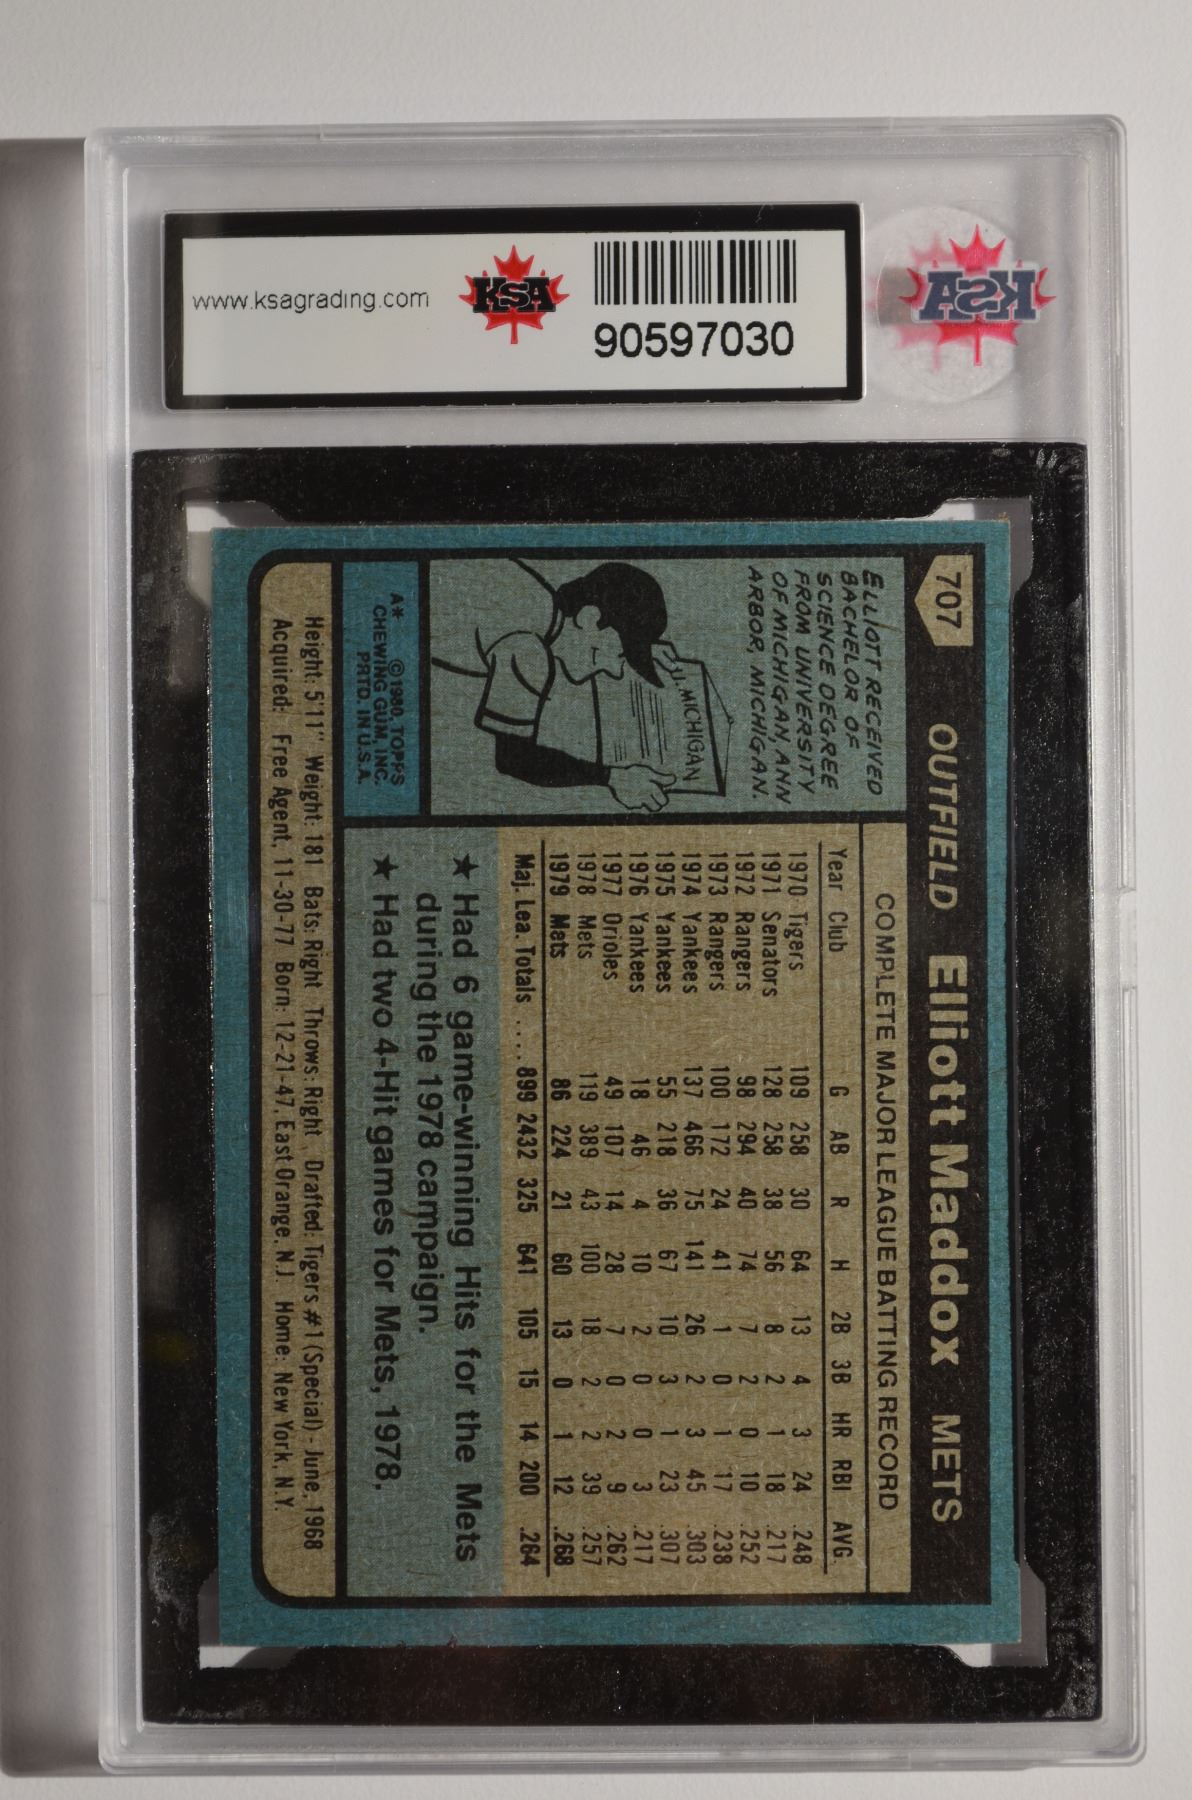 www.ksagrading.com
KSA
90597030
KSA
707
OUTFIELD Elliott Maddox METS
ELLIOTT RECEIVED
BACHELOR OF
SCIENCE DEGREE
FROM UNIVERSITY
OF MICHIGAN, ANN
ARBOR, MICHIGAN.
U. MICHIGAN
A* ©1980, TOPPS
CHEWING GUM, INC.
PRTD. IN U.S.A.
COMPLETE MAJOR LEAGUE BATTING RECORD
Year Club G AB R H 2B 3B HR RBI AVG.
1970 Tigers 109 258 30 64 13 4 3 24 .248
1971 Senators 128 258 38 56 8 2 1 18 .217
1972 Rangers 98 294 40 74 7 2 0 10 .252
1973 Rangers 100 172 24 41 1 0 1 17 .238
1974 Yankees 137 466 75 141 26 2 3 45 .303
1975 Yankees 55 218 36 67 10 3 1 23 .307
1976 Yankees 18 46 4 10 2 0 0 3 .217
1977 Orioles 49 107 14 28 7 0 2 9 .262
1978 Mets 119 389 43 100 18 2 2 39 .257
1979 Mets 86 224 21 60 13 0 1 12 .268
Maj. Lea. Totals .... 899 2432 325 641 105 15 14 200 .264
★ Had 6 game-winning Hits for the Mets
during the 1978 campaign.
★ Had two 4-Hit games for Mets, 1978.
Height: 5'11" Weight: 181 Bats: Right Throws: Right Drafted: Tigers #1 (Special) - June, 1968
Acquired: Free Agent, 11-30-77 Born: 12-21-47, East Orange, N.J. Home: New York, N.Y.